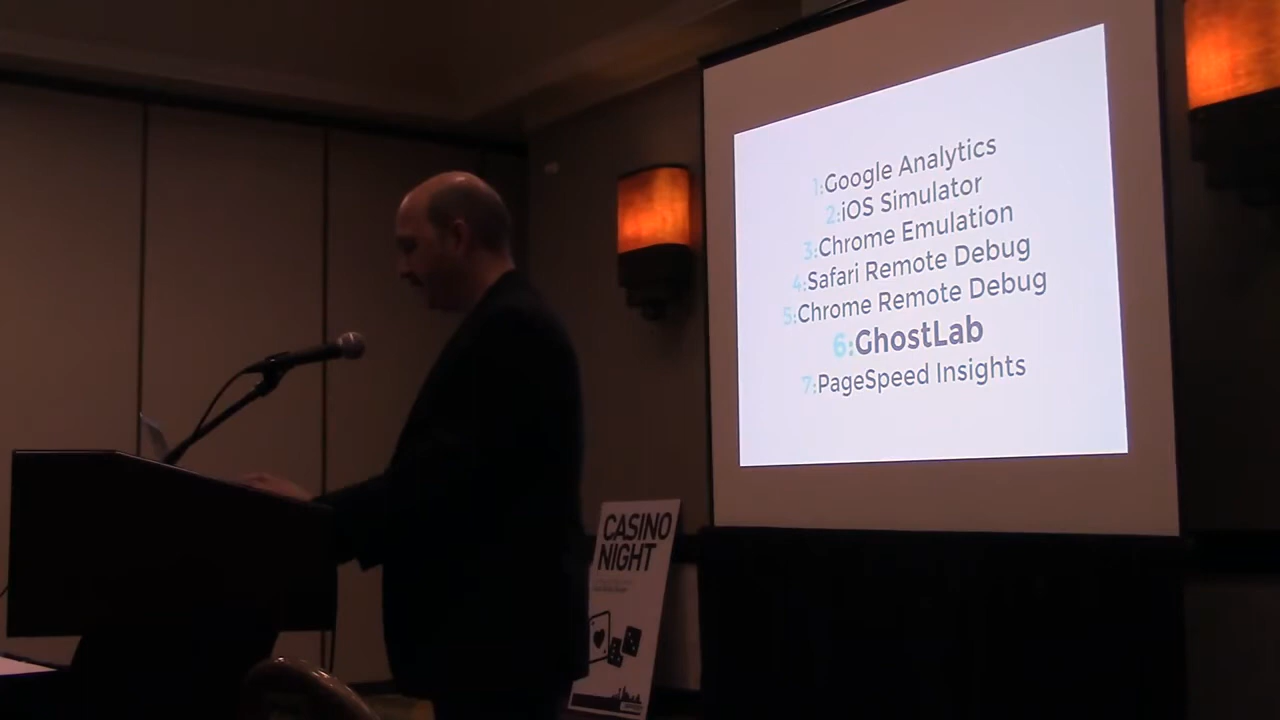 1:Google Analytics
2:iOS Simulator
3:Chrome Emulation
4:Safari Remote Debug
5:Chrome Remote Debug
6:GhostLab
7:PageSpeed Insights
CASINO
NIGHT